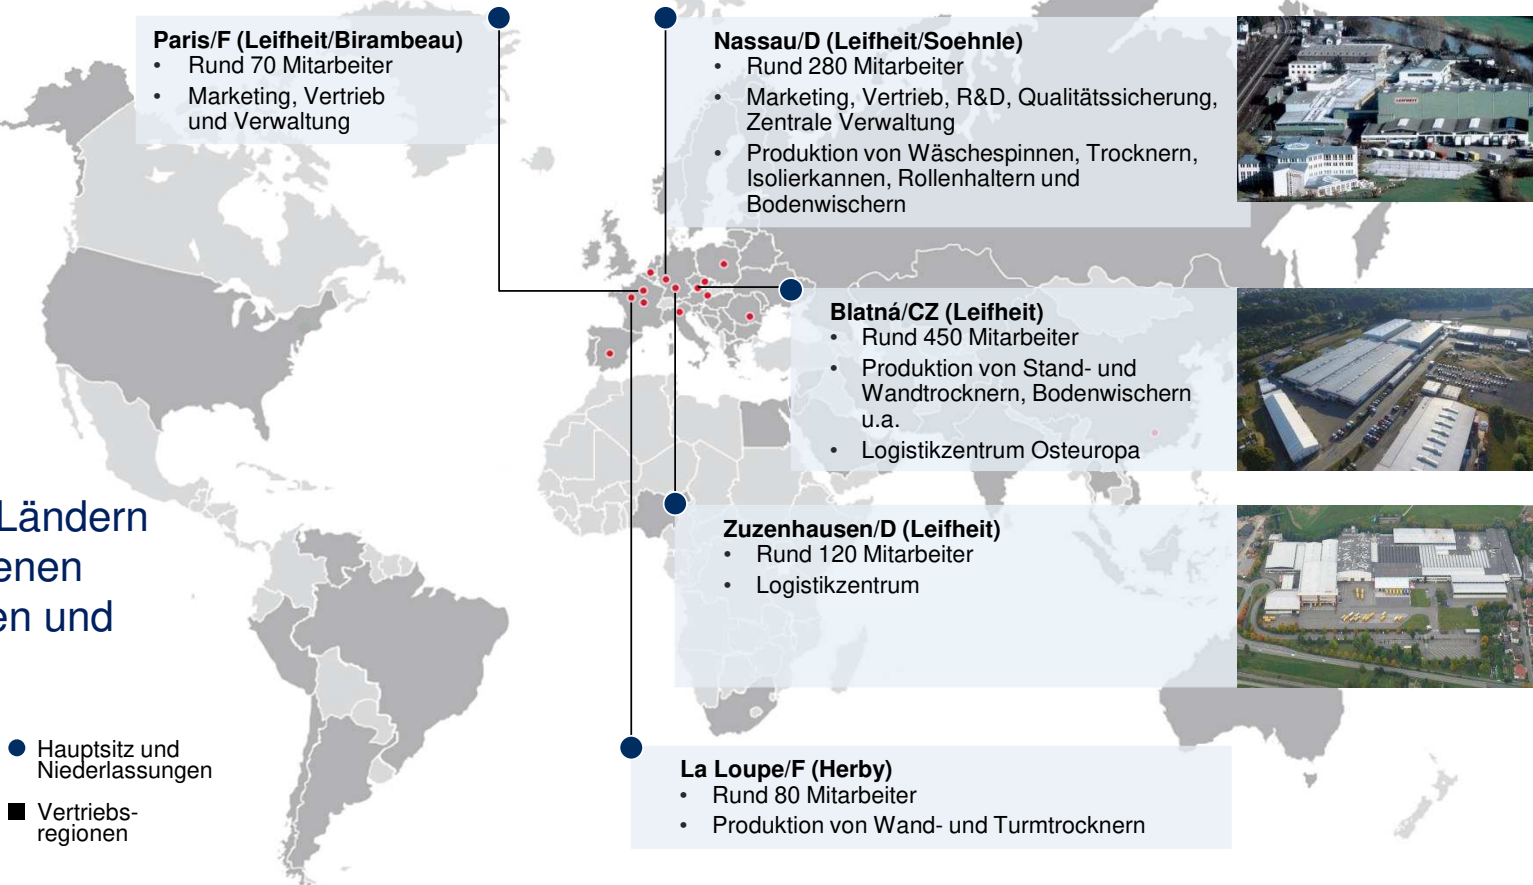 Paris/F (Leifheit/Birambeau)
• Rund 70 Mitarbeiter
• Marketing, Vertrieb
und Verwaltung
Nassau/D (Leifheit/Soehnle)
• Rund 280 Mitarbeiter
• Marketing, Vertrieb, R&D, Qualitätssicherung,
Zentrale Verwaltung
• Produktion von Wäschespinnen, Trocknern,
Isolierkannen, Rollenhaltern und
Bodenwischern
LEIFHEIT
Blatná/CZ (Leifheit)
• Rund 450 Mitarbeiter
• Produktion von Stand- und
Wandtrocknern, Bodenwischern
u.a.
• Logistikzentrum Osteuropa
Ländern
enen
en und
Zuzenhausen/D (Leifheit)
• Rund 120 Mitarbeiter
• Logistikzentrum
Hauptsitz und
Niederlassungen
Vertriebs-
regionen
La Loupe/F (Herby)
• Rund 80 Mitarbeiter
• Produktion von Wand- und Turmtrocknern